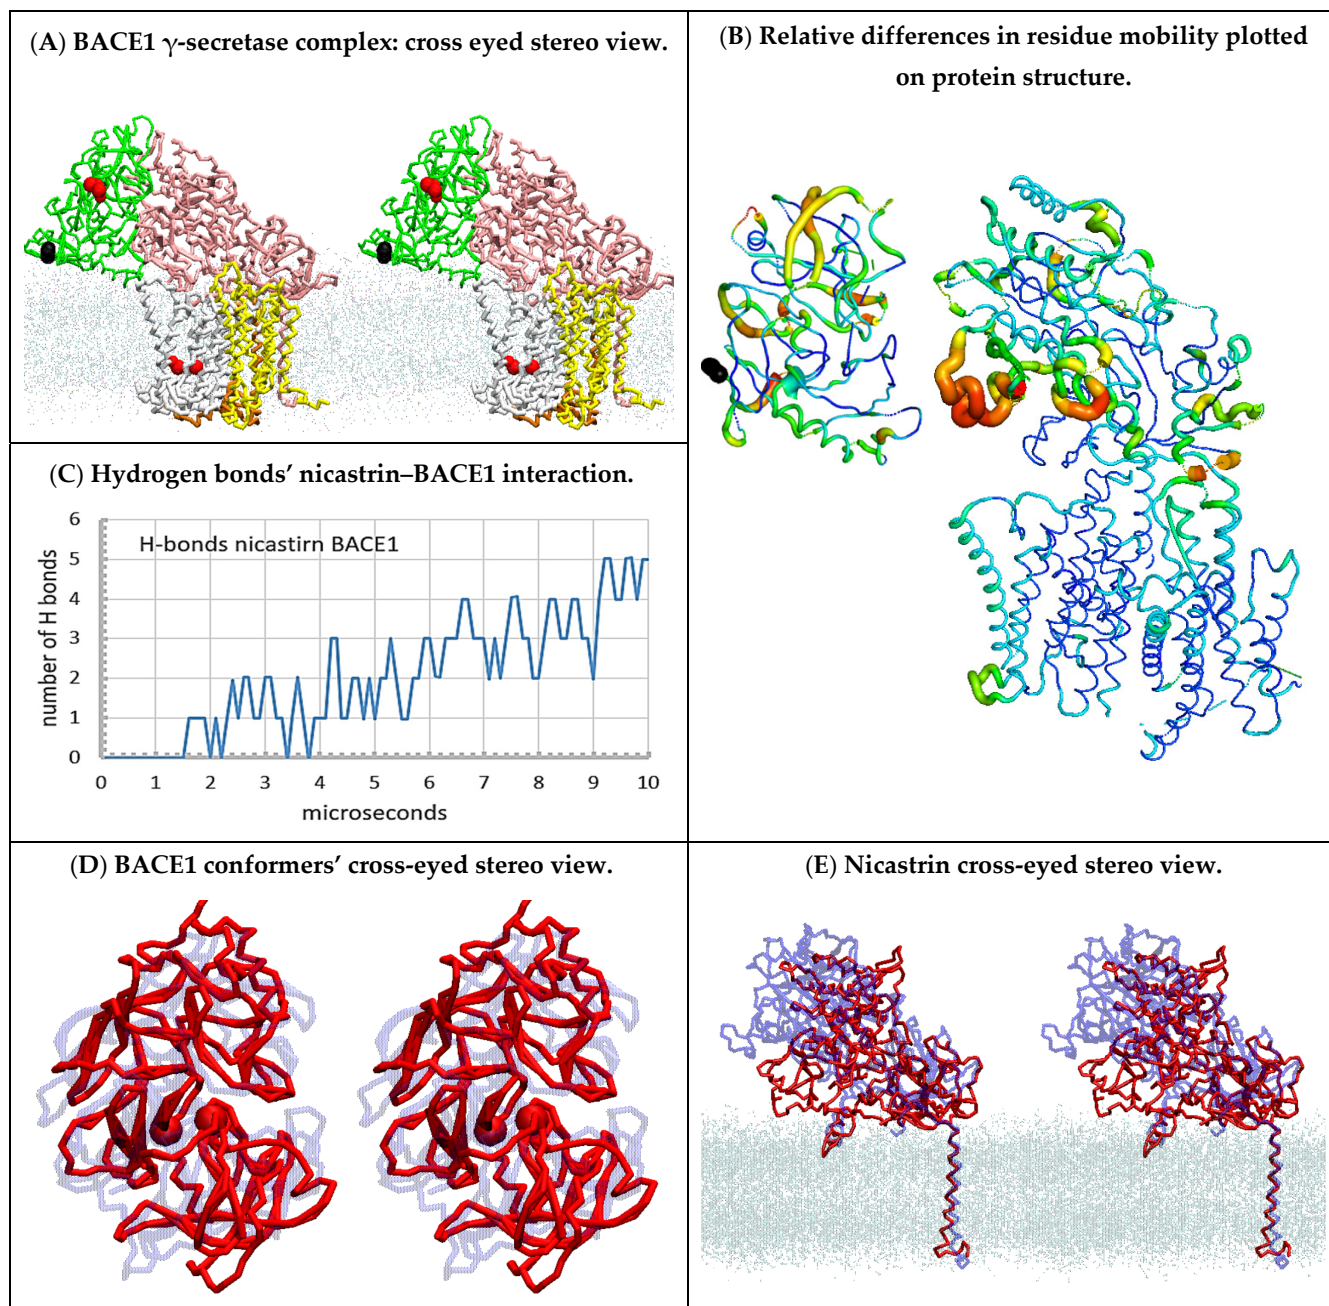 (A) BACE1 γ-secretase complex: cross eyed stereo view.
(B) Relative differences in residue mobility plotted
on protein structure.
(C) Hydrogen bonds’ nicastrin–BACE1 interaction.
6
5
4
3
2
1
0
number of H bonds
H-bonds nicastirn BACE1
0 1 2 3 4 5 6 7 8 9 10
microseconds
(D) BACE1 conformers’ cross-eyed stereo view.
(E) Nicastrin cross-eyed stereo view.